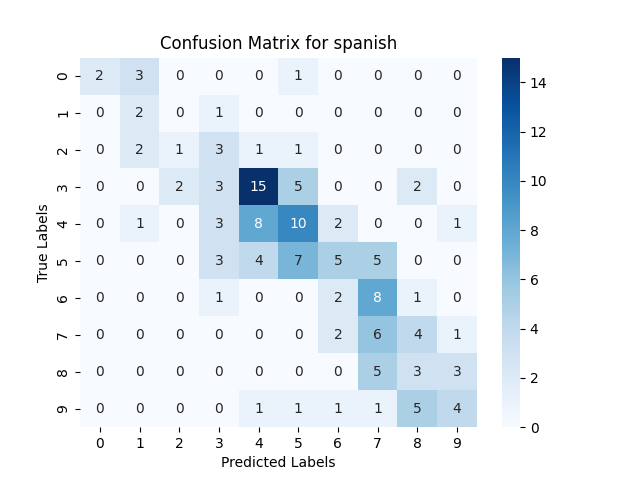 Confusion Matrix for spanish
0 2 3 0 0 0 1 0 0 0 0
1 0 2 0 1 0 0 0 0 0 0
2 0 2 1 3 1 1 0 0 0 0
3 0 0 2 3 15 5 0 0 2 0
4 0 1 0 3 8 10 2 0 0 1
5 0 0 0 3 4 7 5 5 0 0
6 0 0 0 1 0 0 2 8 1 0
7 0 0 0 0 0 0 2 6 4 1
8 0 0 0 0 0 0 0 5 3 3
9 0 0 0 0 1 1 1 1 5 4
0 1 2 3 4 5 6 7 8 9
True Labels
Predicted Labels
14
12
10
8
6
4
2
0